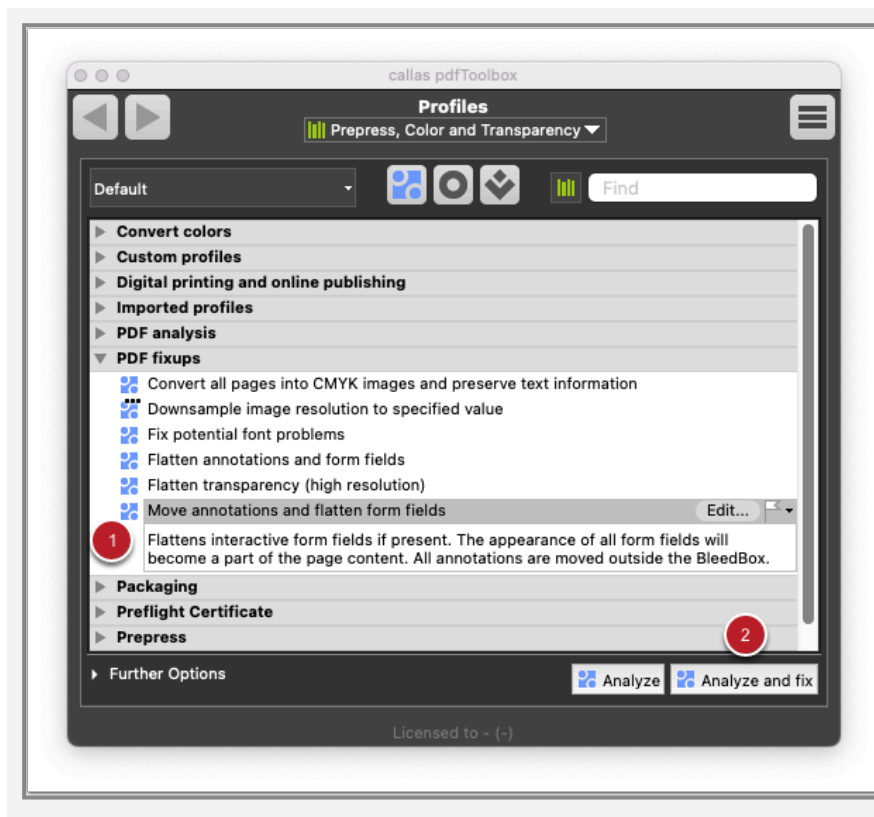 callas pdfToolbox
Profiles
Prepress, Color and Transparency
Default
Find
Convert colors
Custom profiles
Digital printing and online publishing
Imported profiles
PDF analysis
PDF fixups
Convert all pages into CMYK images and preserve text information
Downsample image resolution to specified value
Fix potential font problems
Flatten annotations and form fields
Flatten transparency (high resolution)
Move annotations and flatten form fields Edit...
1
Flattens interactive form fields if present. The appearance of all form fields will
become a part of the page content. All annotations are moved outside the BleedBox.
Packaging
Preflight Certificate
Prepress
2
Further Options
Analyze Analyze and fix
Licensed to - (-)